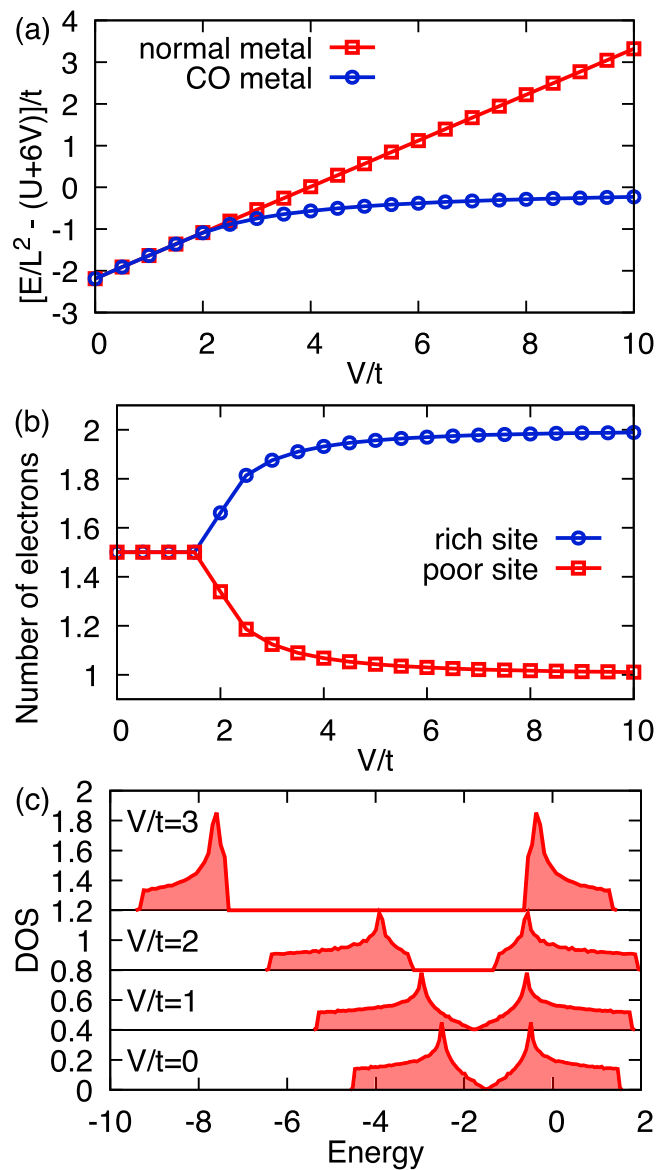 (a)
normal metal
CO metal
[E/L² - (U+6V)]/t
4
3
2
1
0
-1
-2
-3
0 2 4 6 8 10
V/t
(b)
Number of electrons
2
1.8
1.6
1.4
1.2
1
rich site
poor site
0 2 4 6 8 10
V/t
(c)
DOS
2
1.8
1.6
1.4
1.2
1
0.8
0.6
0.4
0.2
0
V/t=3
V/t=2
V/t=1
V/t=0
-10 -8 -6 -4 -2 0 2
Energy